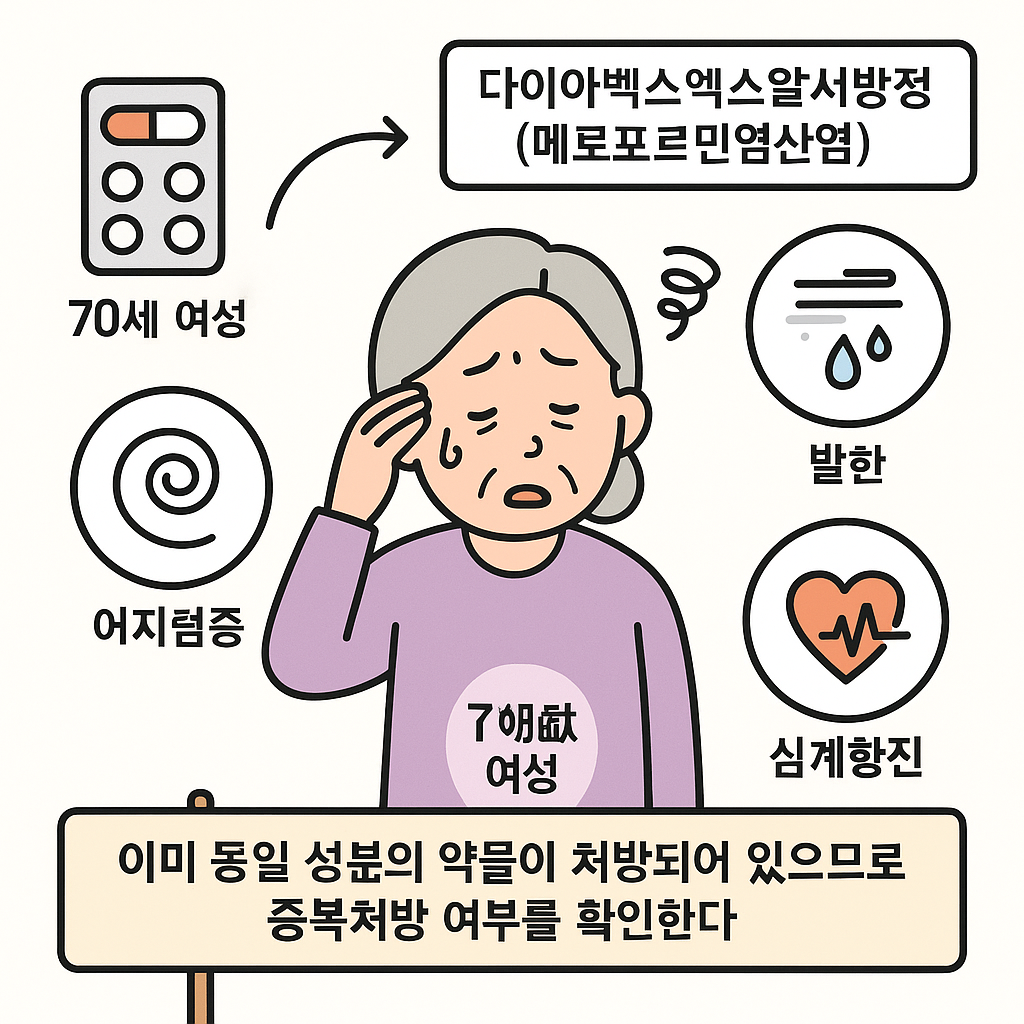 다이아벡스엑스알서방정
(메로포르민염산염)
70세 여성
발한
어지럼증
심계항진
여성
이미 동일 성분의 약믈이 처방되어 있으므로
증복처방 여부를 확인한다